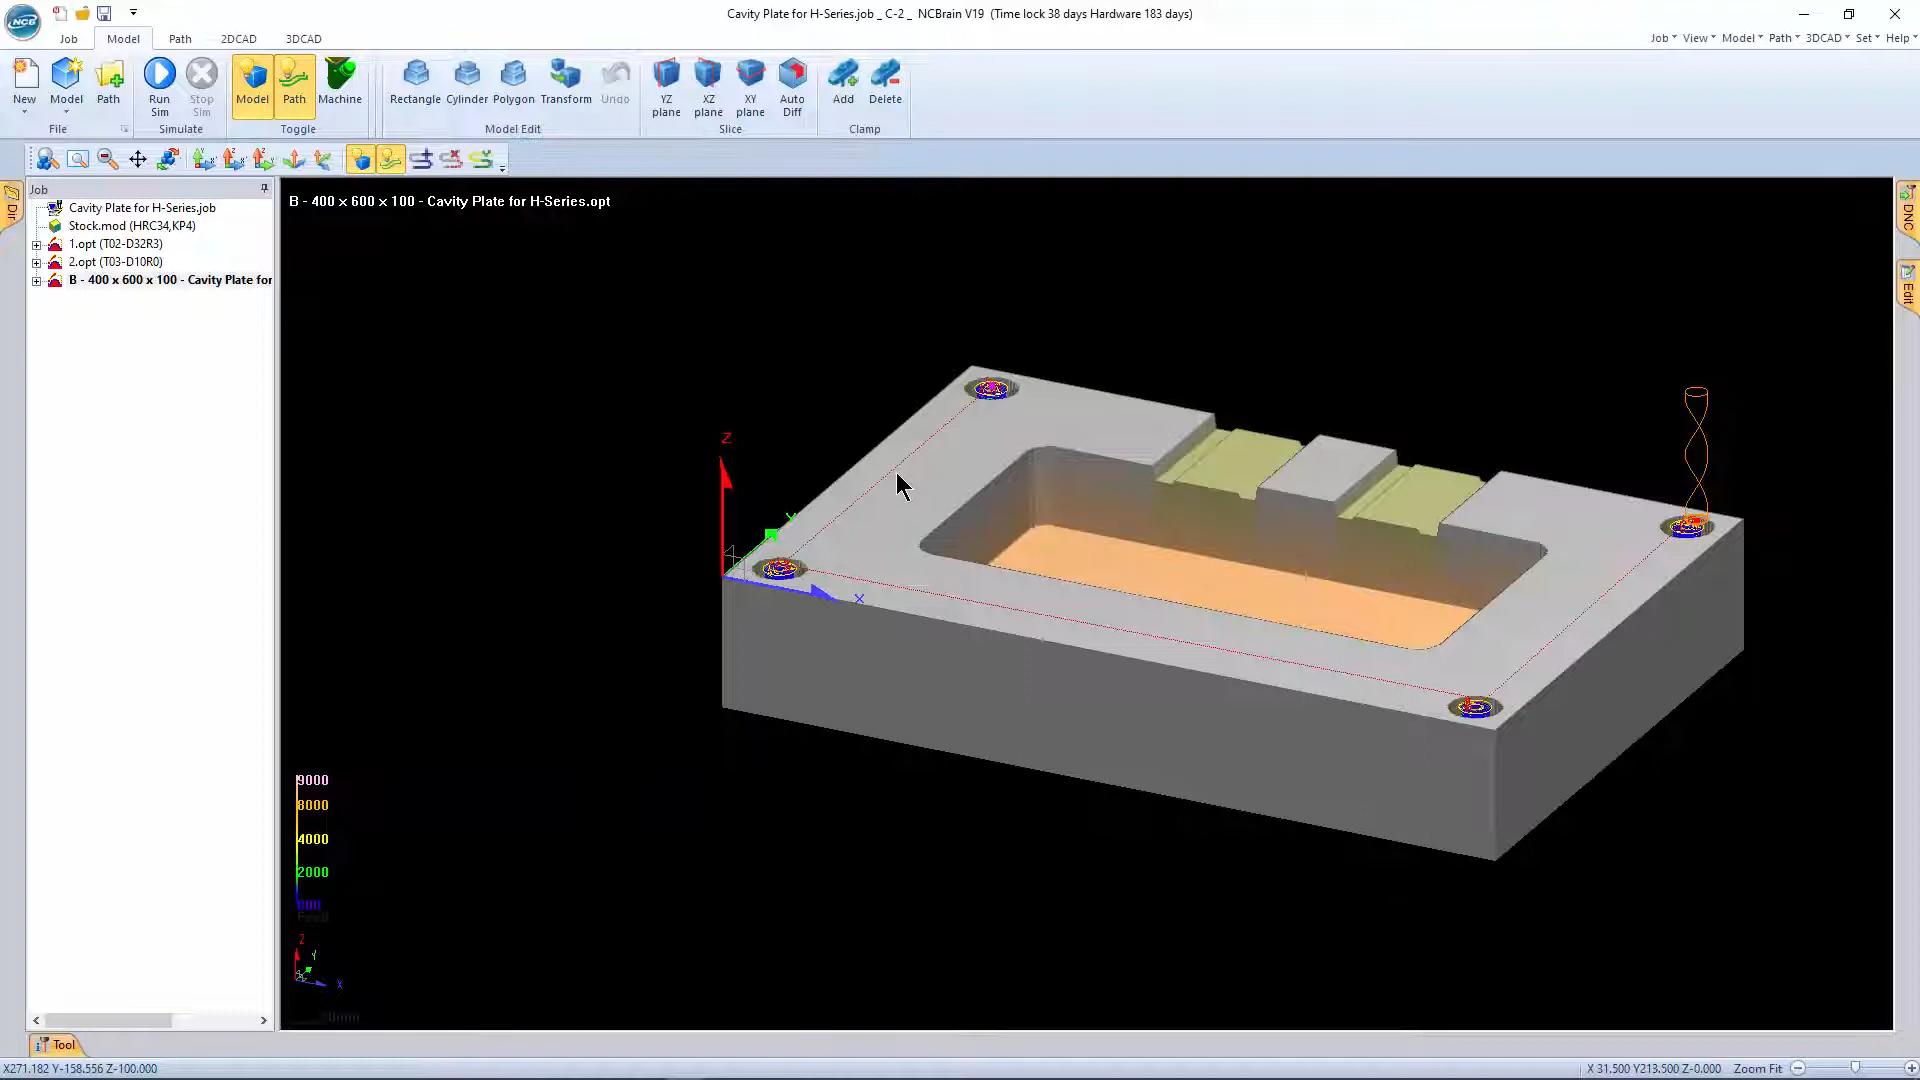 NCB
Cavity Plate for H-Series.job _ C-2 _ NCBrain V19 (Time lock 38 days Hardware 183 days)
Job Model Path 2DCAD 3DCAD
Job View Model Path 3DCAD Set Help
New Model Path Run Sim Stop Sim Model Path Machine Rectangle Cylinder Polygon Transform Undo YZ plane XZ plane XY plane Auto Diff Add Delete
File Simulate Toggle Model Edit Slice Clamp
Dir
Job
Cavity Plate for H-Series.job
Stock.mod (HRC34,KP4)
1.opt (T02-D32R3)
2.opt (T03-D10R0)
B - 400 x 600 x 100 - Cavity Plate for
B - 400 x 600 x 100 - Cavity Plate for H-Series.opt
DNC
Edit
Z
Y
X
9000
8000
4000
2000
Feed
Z
Y
X
Tool
X271.182 Y-158.556 Z-100.000
X 31.500 Y213.500 Z-0.000 Zoom Fit